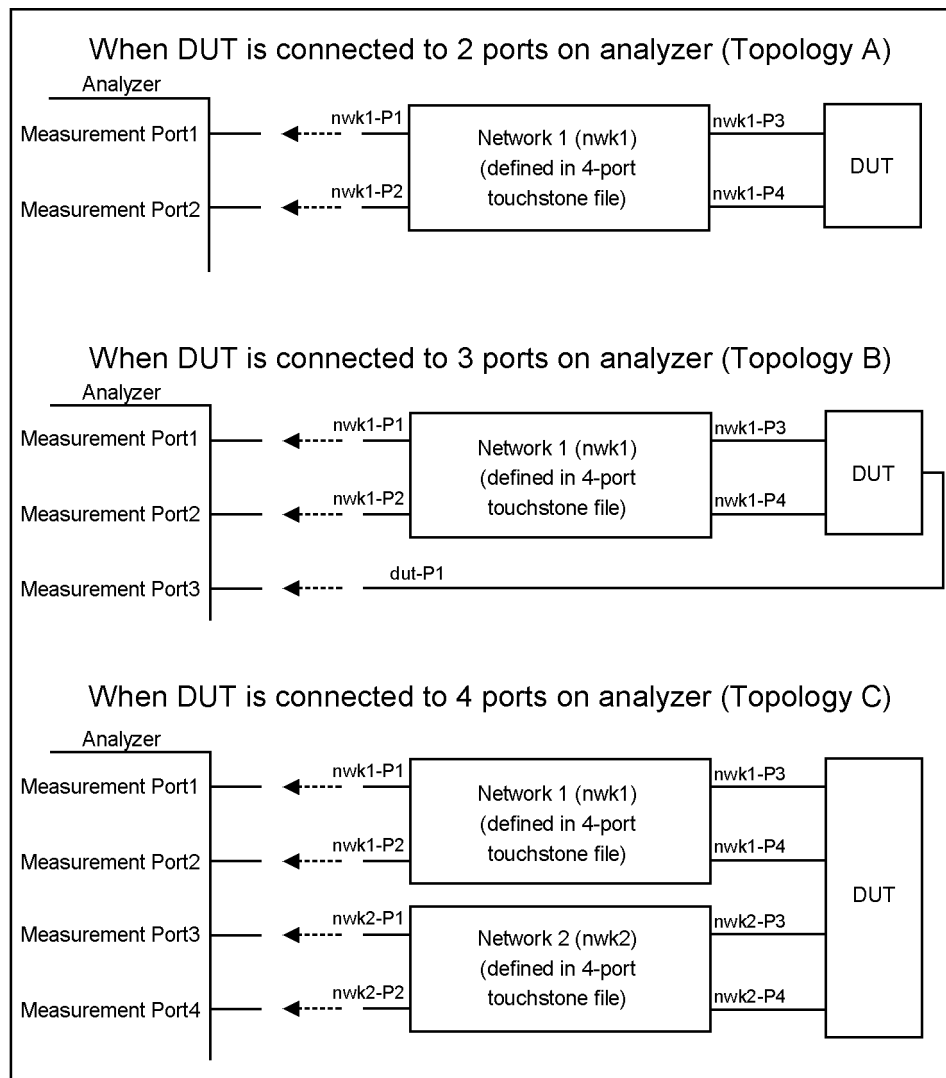 When DUT is connected to 2 ports on analyzer (Topology A)
Analyzer
Measurement Port1
nwk1-P1
Network 1 (nwk1)
(defined in 4-port
touchstone file)
nwk1-P3
DUT
Measurement Port2
nwk1-P2
nwk1-P4
When DUT is connected to 3 ports on analyzer (Topology B)
Analyzer
Measurement Port1
nwk1-P1
Network 1 (nwk1)
(defined in 4-port
touchstone file)
nwk1-P3
DUT
Measurement Port2
nwk1-P2
nwk1-P4
Measurement Port3
dut-P1
When DUT is connected to 4 ports on analyzer (Topology C)
Analyzer
Measurement Port1
nwk1-P1
Network 1 (nwk1)
(defined in 4-port
touchstone file)
nwk1-P3
Measurement Port2
nwk1-P2
nwk1-P4
DUT
Measurement Port3
nwk2-P1
Network 2 (nwk2)
(defined in 4-port
touchstone file)
nwk2-P3
Measurement Port4
nwk2-P2
nwk2-P4